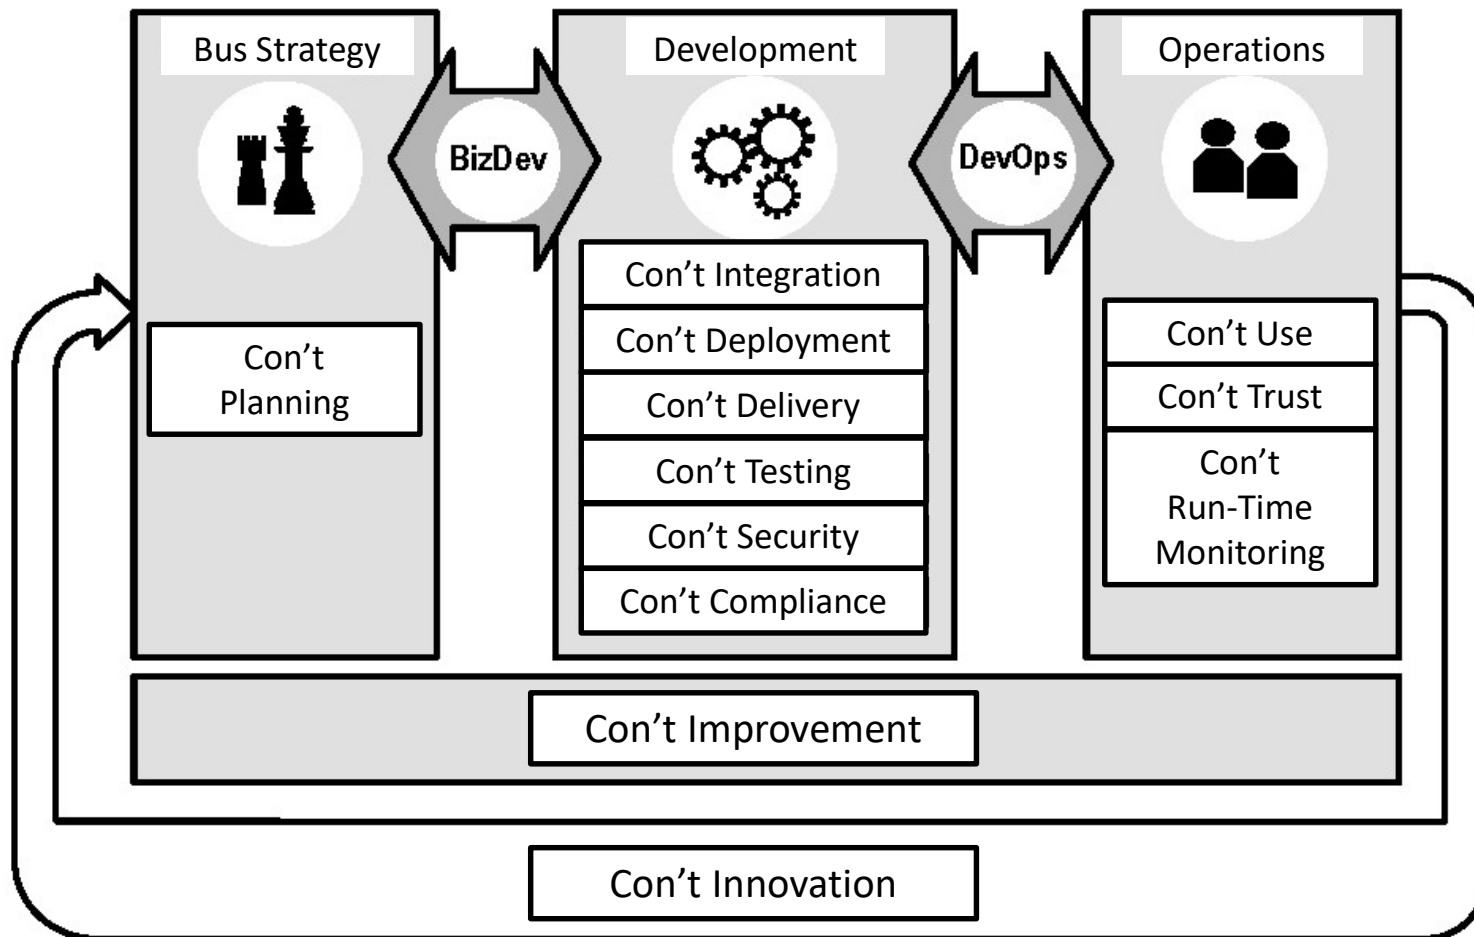 Bus Strategy
Development
Operations
BizDev
DevOps
Con’t
Planning
Con’t Integration
Con’t Deployment
Con’t Delivery
Con’t Testing
Con’t Security
Con’t Compliance
Con’t Use
Con’t Trust
Con’t
Run-Time
Monitoring
Con’t Improvement
Con’t Innovation